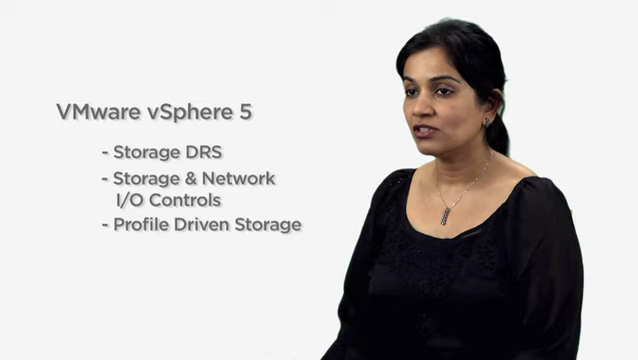 VMware vSphere 5
- Storage DRS
- Storage & Network
I/O Controls
- Profile Driven Storage